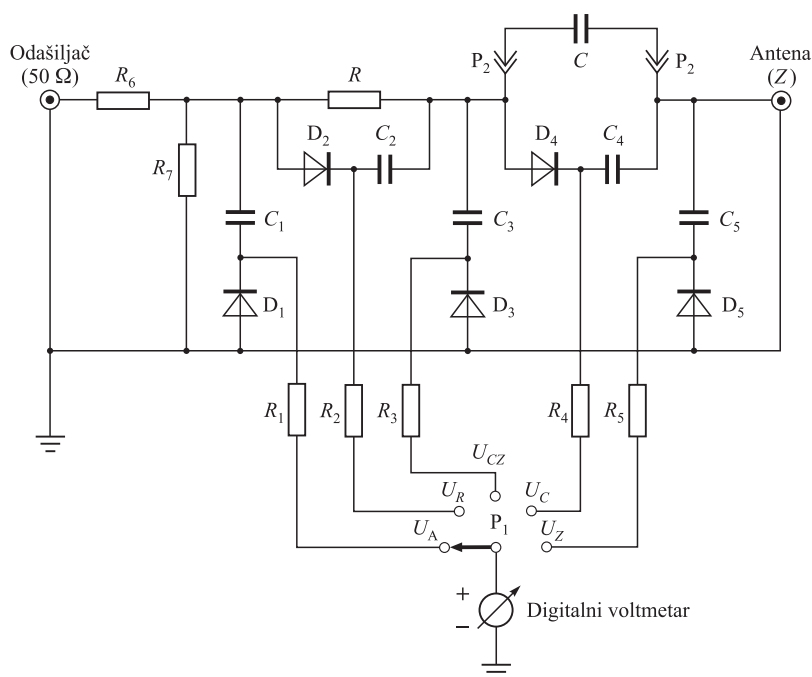 Odašiljač
(50 Ω)
R6
R
P2
C
P2
Antena
(Z)
D2
C2
D4
C4
R7
C1
C3
C5
D1
D3
D5
R1
R2
R3
R4
R5
UCZ
UR
UC
P1
UA
UZ
+
−
Digitalni voltmetar